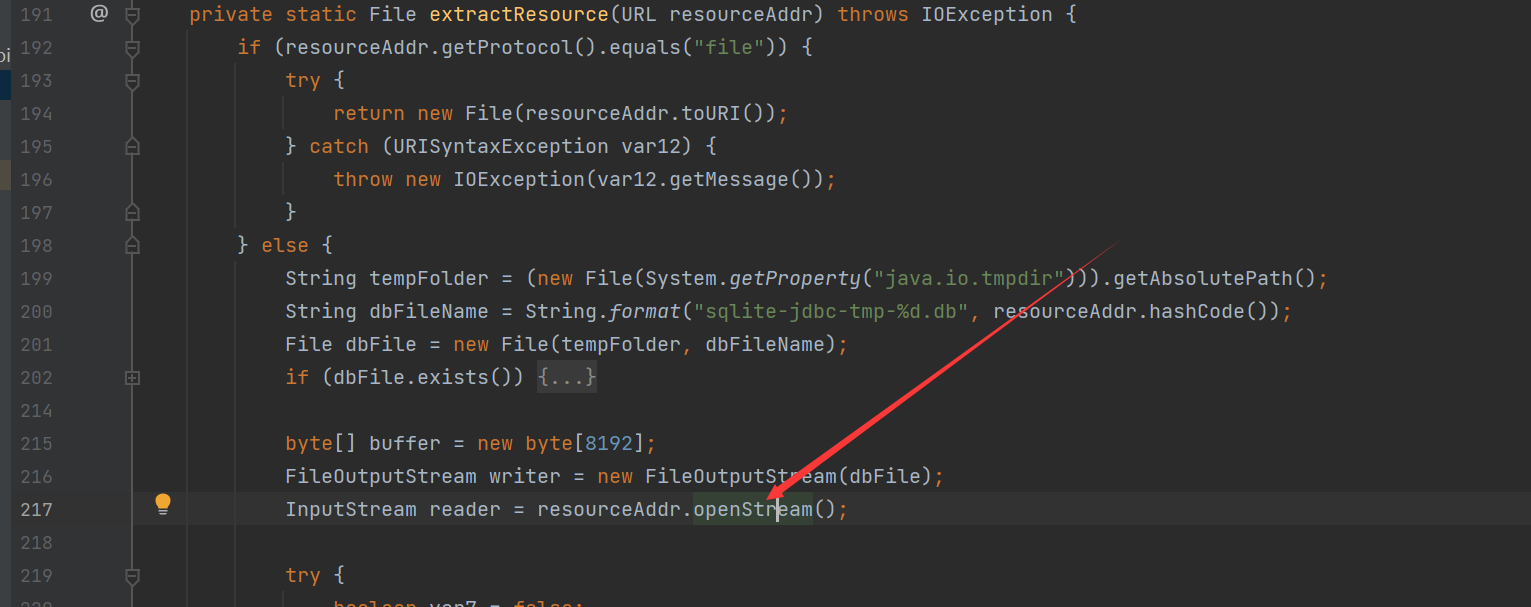 191 @ private static File extractResource(URL resourceAddr) throws IOException {
192 if (resourceAddr.getProtocol().equals("file")) {
193 try {
194 return new File(resourceAddr.toURI());
195 } catch (URISyntaxException var12) {
196 throw new IOException(var12.getMessage());
197 }
198 } else {
199 String tempFolder = (new File(System.getProperty("java.io.tmpdir"))).getAbsolutePath();
200 String dbFileName = String.format("sqlite-jdbc-tmp-%d.db", resourceAddr.hashCode());
201 File dbFile = new File(tempFolder, dbFileName);
202 if (dbFile.exists()) {...}
214
215 byte[] buffer = new byte[8192];
216 FileOutputStream writer = new FileOutputStream(dbFile);
217 InputStream reader = resourceAddr.openStream();
218
219 try {
220 boolean var7 = false;